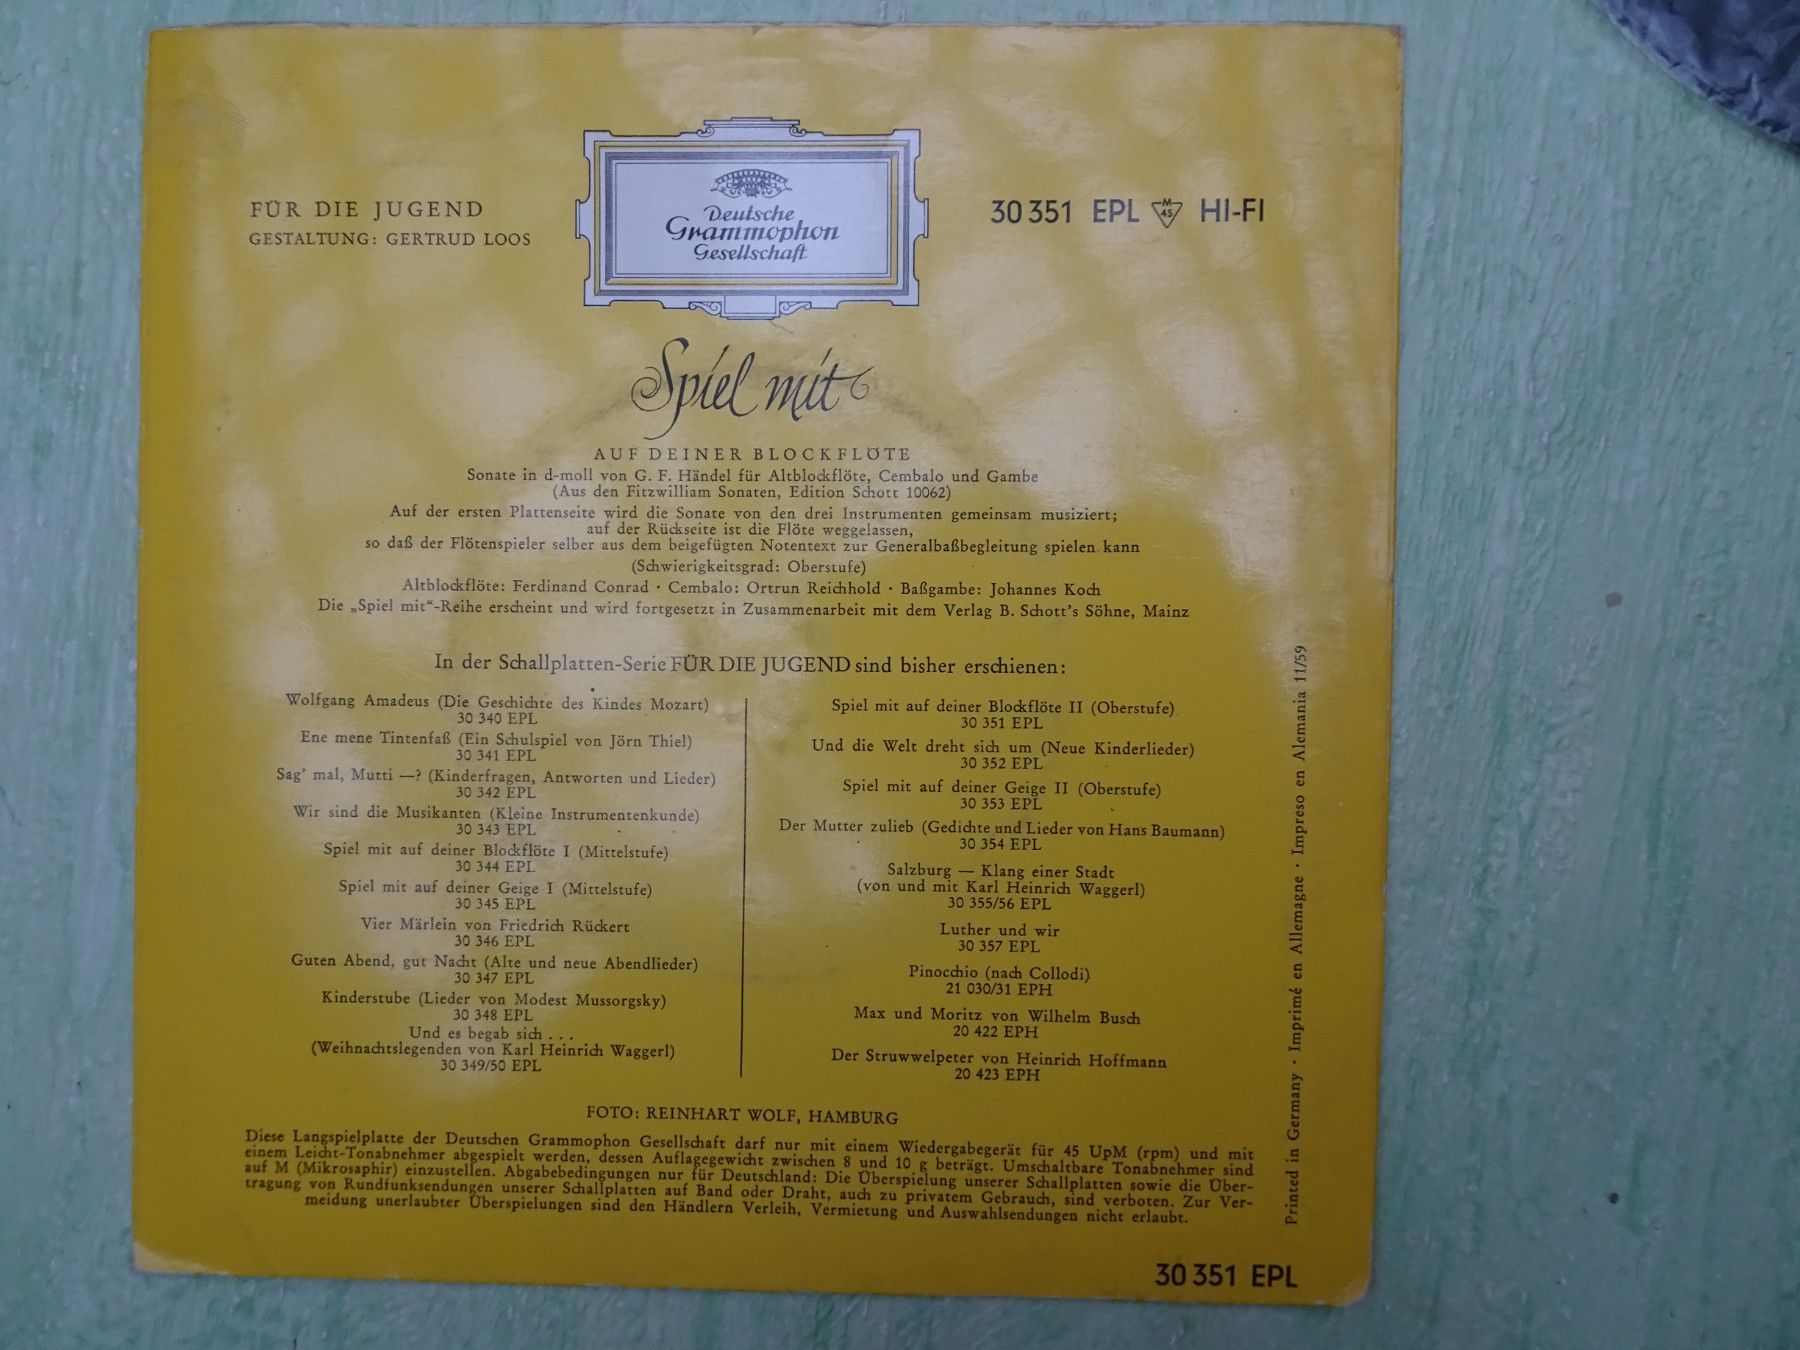 FÜR DIE JUGEND
GESTALTUNG: GERTRUD LOOS
Deutsche
Grammophon
Gesellschaft
30 351 EPL M 45 HI-FI
Spiel mit
AUF DEINER BLOCKFLÖTE
Sonate in d-moll von G. F. Händel für Altblockflöte, Cembalo und Gambe
(Aus den Fitzwilliam Sonaten, Edition Schott 10062)
Auf der ersten Plattenseite wird die Sonate von den drei Instrumenten gemeinsam musiziert;
auf der Rückseite ist die Flöte weggelassen,
so daß der Flötenspieler selber aus dem beigefügten Notentext zur Generalbaßbegleitung spielen kann
(Schwierigkeitsgrad: Oberstufe)
Altblockflöte: Ferdinand Conrad · Cembalo: Ortrun Reichhold · Baßgambe: Johannes Koch
Die „Spiel mit“-Reihe erscheint und wird fortgesetzt in Zusammenarbeit mit dem Verlag B. Schott's Söhne, Mainz
In der Schallplatten-Serie FÜR DIE JUGEND sind bisher erschienen:
Wolfgang Amadeus (Die Geschichte des Kindes Mozart)
30 340 EPL
Ene mene Tintenfaß (Ein Schulspiel von Jörn Thiel)
30 341 EPL
Sag' mal, Mutti —? (Kinderfragen, Antworten und Lieder)
30 342 EPL
Wir sind die Musikanten (Kleine Instrumentenkunde)
30 343 EPL
Spiel mit auf deiner Blockflöte I (Mittelstufe)
30 344 EPL
Spiel mit auf deiner Geige I (Mittelstufe)
30 345 EPL
Vier Märlein von Friedrich Rückert
30 346 EPL
Guten Abend, gut Nacht (Alte und neue Abendlieder)
30 347 EPL
Kinderstube (Lieder von Modest Mussorgsky)
30 348 EPL
Und es begab sich . . .
(Weihnachtslegenden von Karl Heinrich Waggerl)
30 349/50 EPL
Spiel mit auf deiner Blockflöte II (Oberstufe)
30 351 EPL
Und die Welt dreht sich um (Neue Kinderlieder)
30 352 EPL
Spiel mit auf deiner Geige II (Oberstufe)
30 353 EPL
Der Mutter zulieb (Gedichte und Lieder von Hans Baumann)
30 354 EPL
Salzburg — Klang einer Stadt
(von und mit Karl Heinrich Waggerl)
30 355/56 EPL
Luther und wir
30 357 EPL
Pinocchio (nach Collodi)
21 030/31 EPH
Max und Moritz von Wilhelm Busch
20 422 EPH
Der Struwwelpeter von Heinrich Hoffmann
20 423 EPH
FOTO: REINHART WOLF, HAMBURG
Diese Langspielplatte der Deutschen Grammophon Gesellschaft darf nur mit einem Wiedergabegerät für 45 UpM (rpm) und mit
einem Leicht-Tonabnehmer abgespielt werden, dessen Auflagegewicht zwischen 8 und 10 g beträgt. Umschaltbare Tonabnehmer sind
auf M (Mikrosaphir) einzustellen. Abgabebedingungen nur für Deutschland: Die Überspielung unserer Schallplatten sowie die Über-
tragung von Rundfunksendungen unserer Schallplatten auf Band oder Draht, auch zu privatem Gebrauch, sind verboten. Zur Ver-
meidung unerlaubter Überspielungen sind den Händlern Verleih, Vermietung und Auswahlsendungen nicht erlaubt.
Printed in Germany · Imprimé en Allemagne · Impreso en Alemania 11/59
30 351 EPL